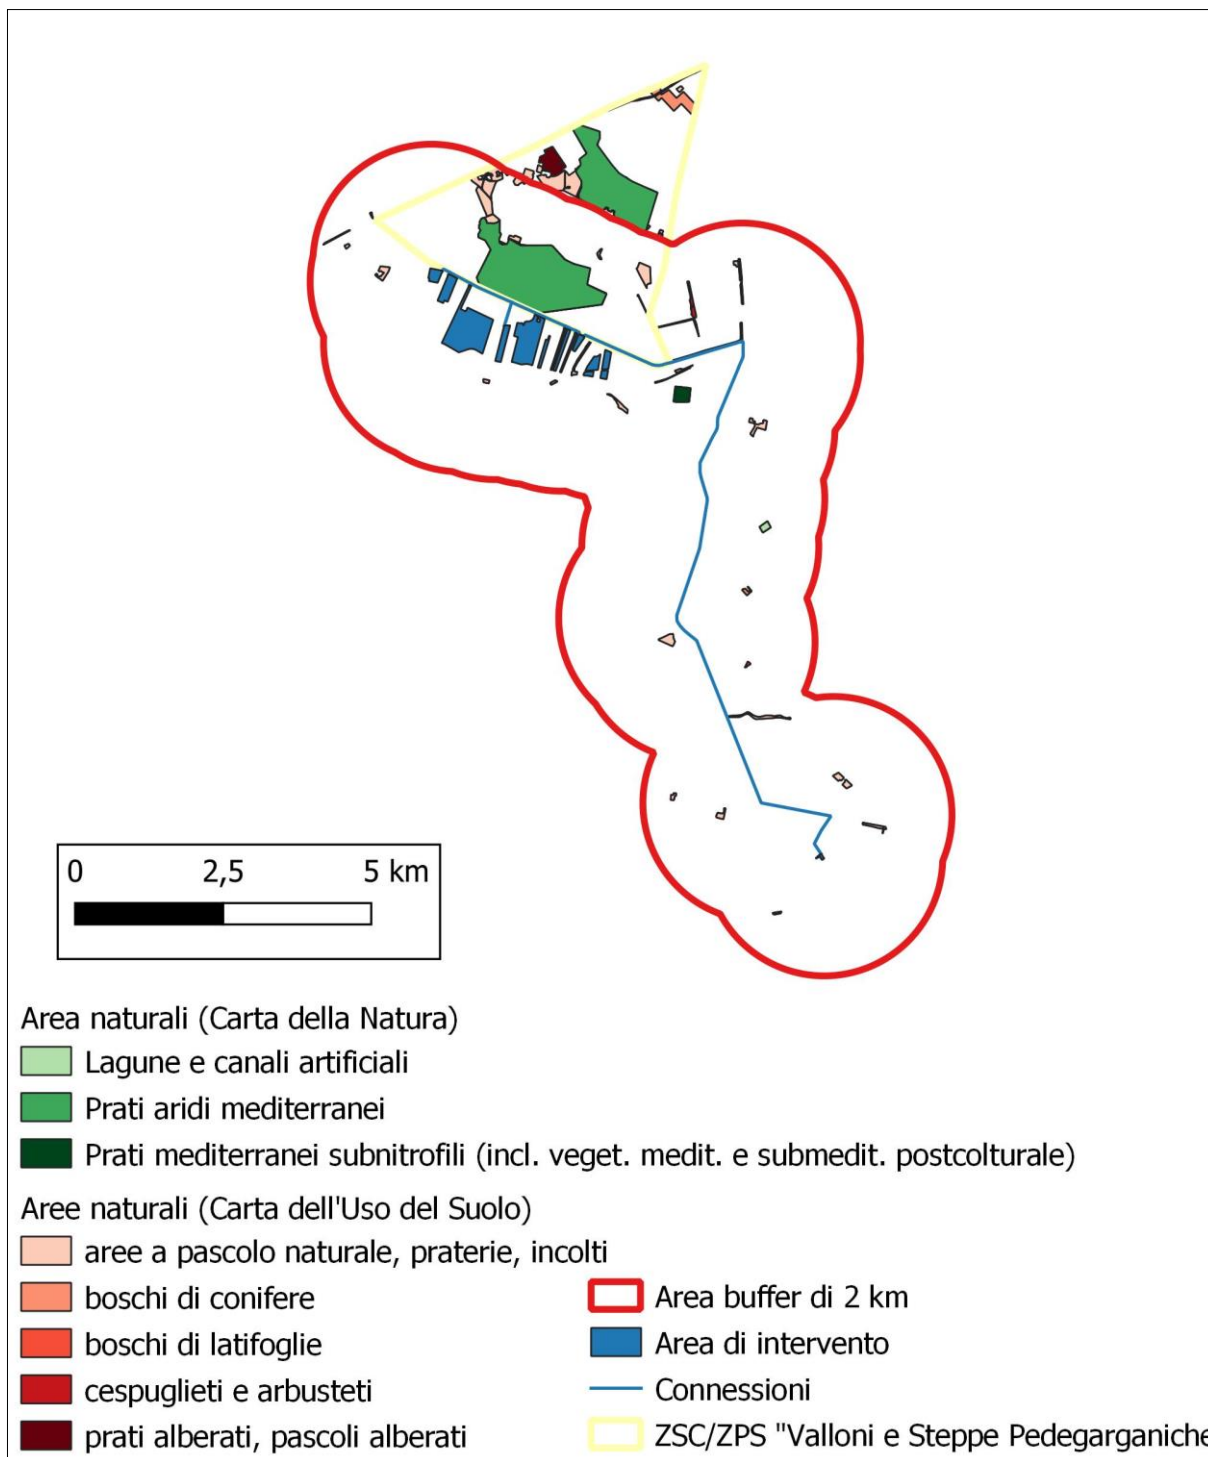 0 2,5 5 km
Area naturali (Carta della Natura)
Lagune e canali artificiali
Prati aridi mediterranei
Prati mediterranei subnitrofili (incl. veget. medit. e submedit. postcolturale)
Aree naturali (Carta dell'Uso del Suolo)
aree a pascolo naturale, praterie, incolti
boschi di conifere
boschi di latifoglie
cespuglieti e arbusteti
prati alberati, pascoli alberati
Area buffer di 2 km
Area di intervento
Connessioni
ZSC/ZPS "Valloni e Steppe Pedegarganiche